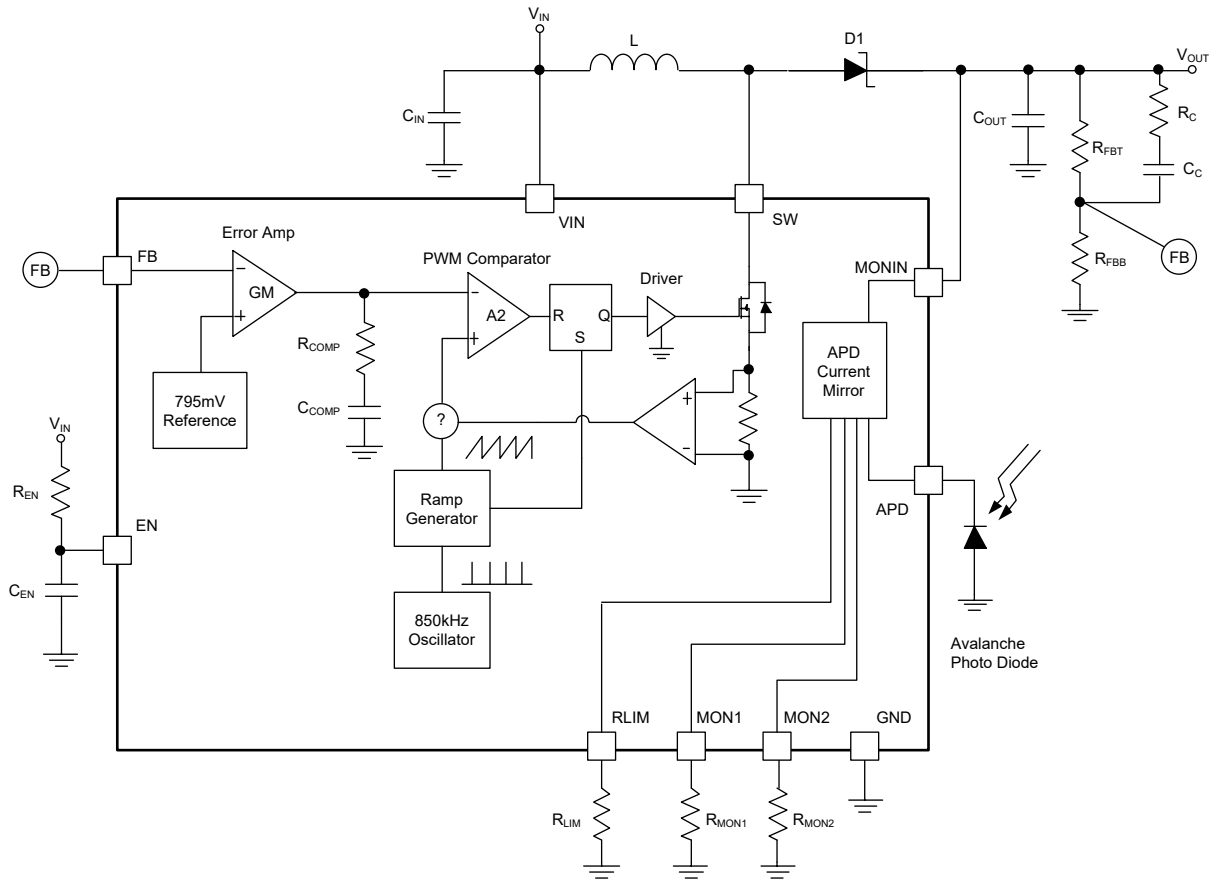 VIN
L
D1
VOUT
CIN
COUT
RFBT
RC
CC
RFBB
FB
VIN
SW
Error Amp
FB
FB
GM
−
+
PWM Comparator
−
A2
+
R
Q
S
Driver
MONIN
APD
Current
Mirror
RCOMP
CCOMP
795mV
Reference
?
+
-
VIN
REN
EN
CEN
Ramp
Generator
850kHz
Oscillator
APD
Avalanche
Photo Diode
RLIM
MON1
MON2
GND
RLIM
RMON1
RMON2